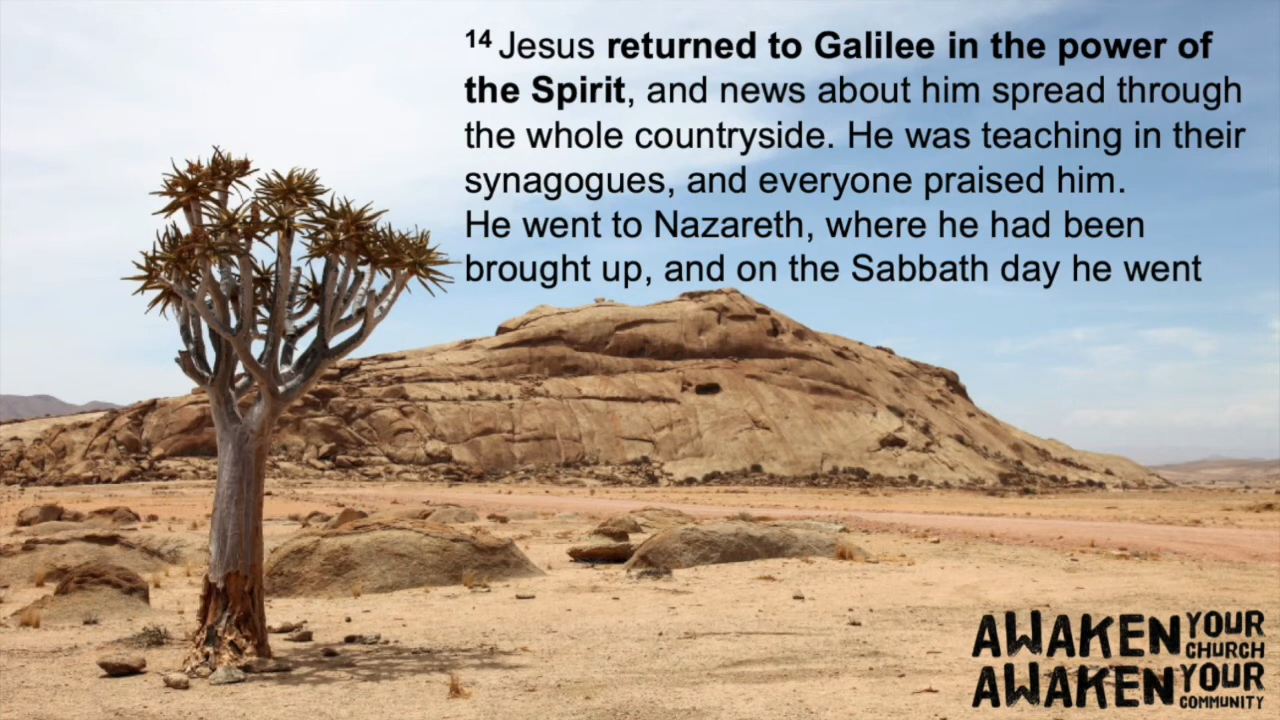 14 Jesus returned to Galilee in the power of
the Spirit, and news about him spread through
the whole countryside. He was teaching in their
synagogues, and everyone praised him.
He went to Nazareth, where he had been
brought up, and on the Sabbath day he went
AWAKEN YOUR CHURCH
AWAKEN YOUR COMMUNITY